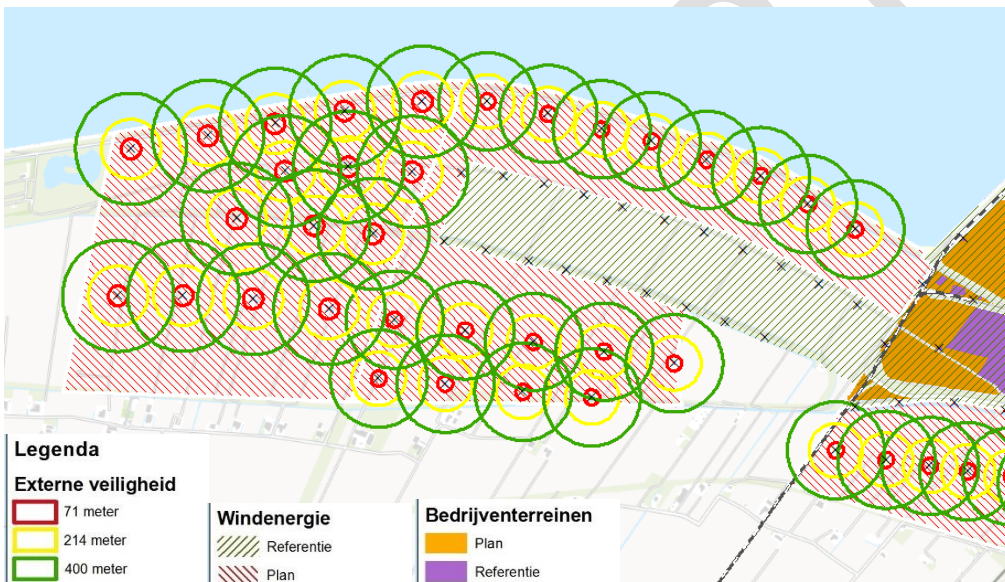 Legenda
Externe veiligheid
71 meter
214 meter
400 meter
Windenergie
Referentie
Plan
Bedrijventerreinen
Plan
Referentie